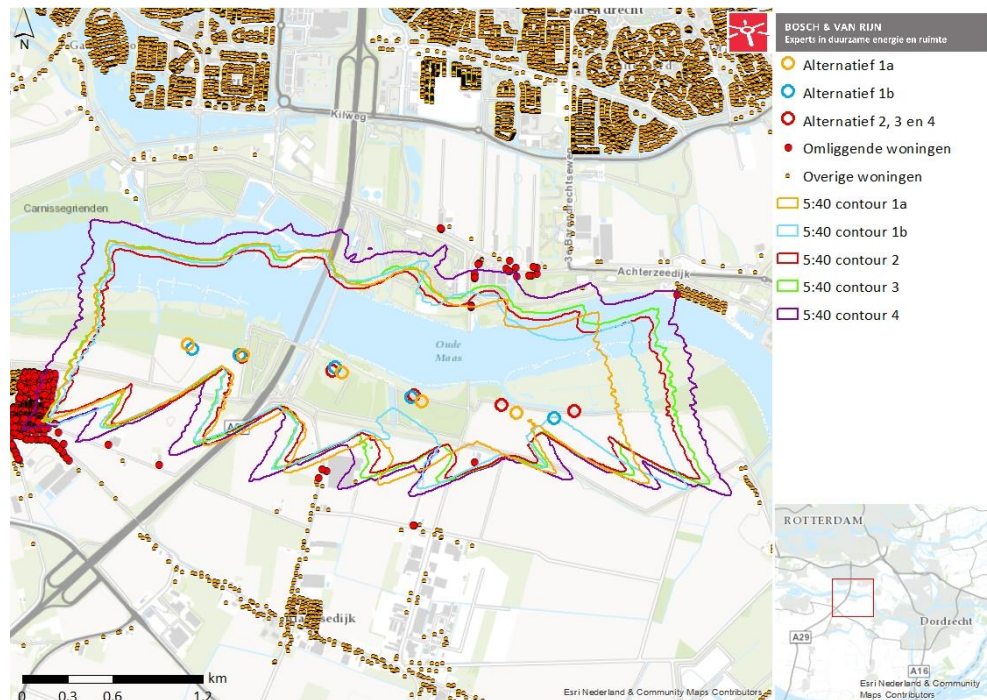 N
Kilweg
Carnissegrienden
3e Barendrechtseweg
Achterzeedijk
Oude
Maas
km
0 0.3 0.6 1.2
Esri Nederland & Community Maps Contributors
BOSCH & VAN RIJN
Experts in duurzame energie en ruimte
Alternatief 1a
Alternatief 1b
Alternatief 2, 3 en 4
Omliggende woningen
Overige woningen
5:40 contour 1a
5:40 contour 1b
5:40 contour 2
5:40 contour 3
5:40 contour 4
ROTTERDAM
Dordrecht
A29
A16
Esri Nederland & Community
Maps Contributors